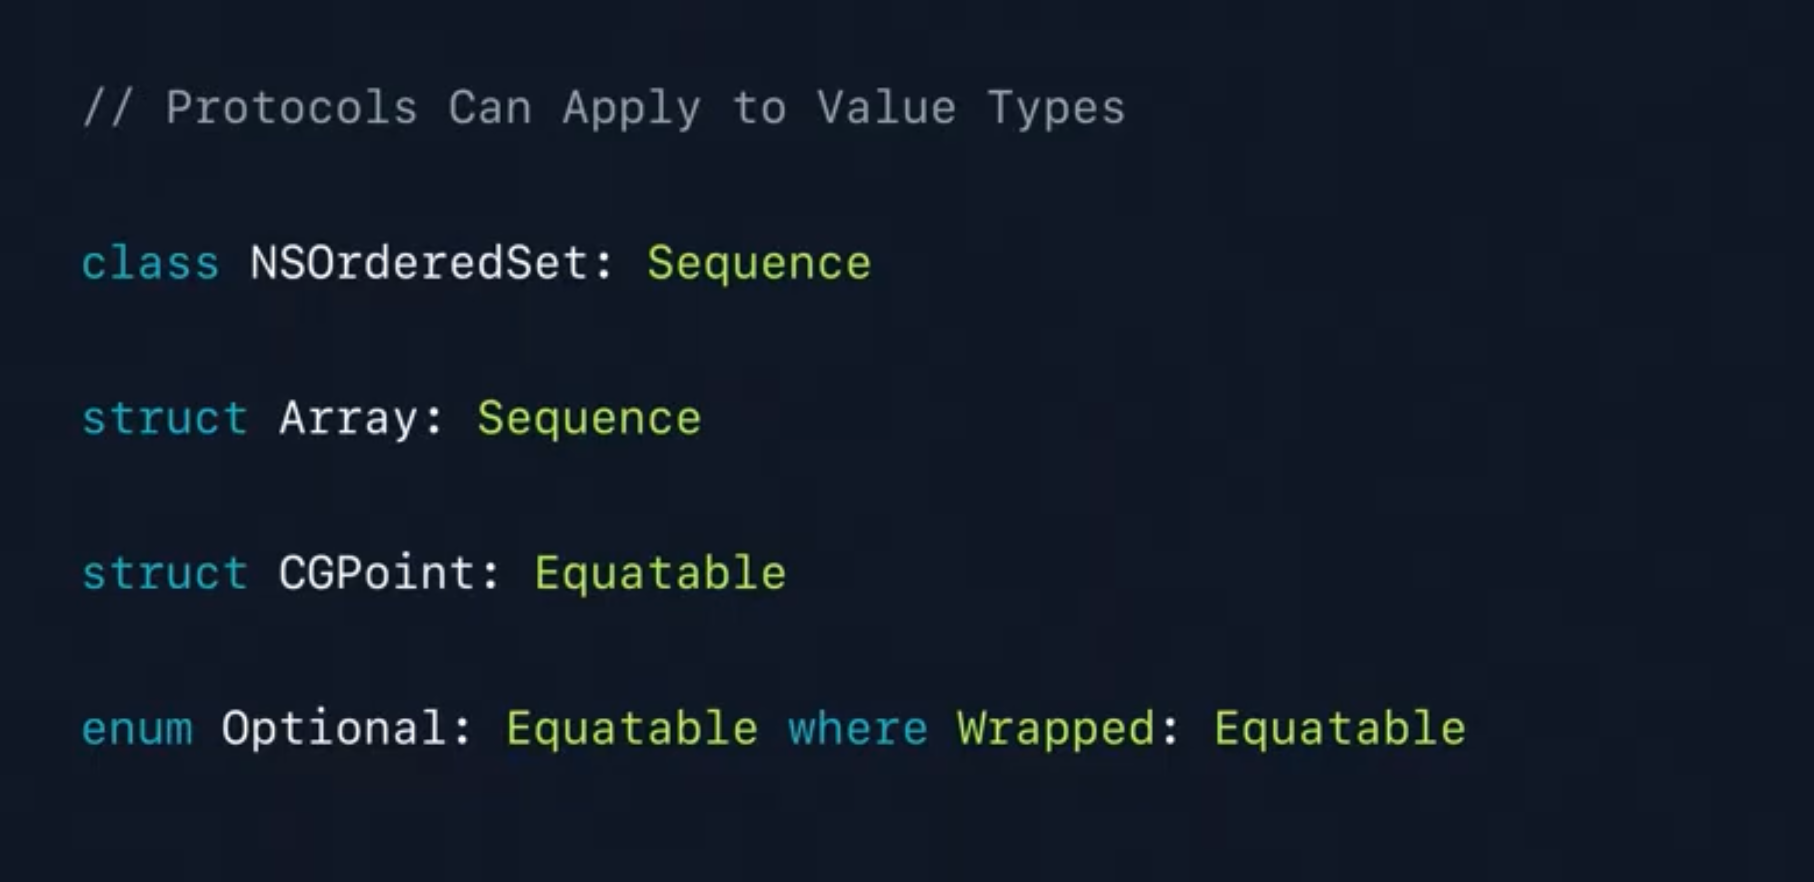 // Protocols Can Apply to Value Types
class NSOrderedSet: Sequence
struct Array: Sequence
struct CGPoint: Equatable
enum Optional: Equatable where Wrapped: Equatable